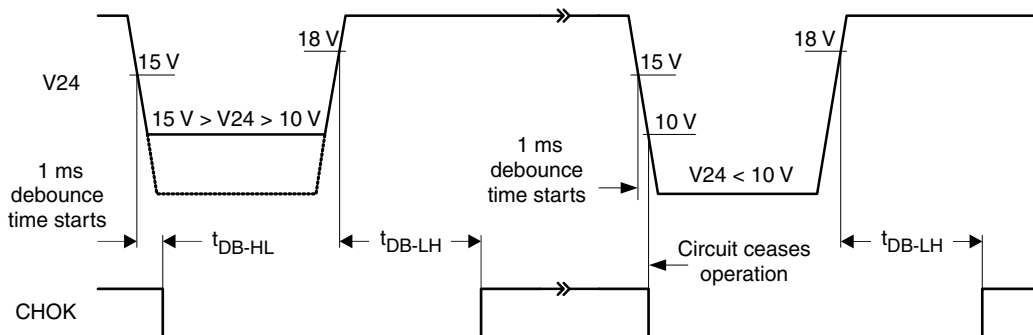 18 V
18 V
15 V
15 V
V24
15 V > V24 > 10 V
10 V
1 ms
debounce
time starts
1 ms
debounce
time starts
V24 < 10 V
tDB-HL
tDB-LH
Circuit ceases
operation
tDB-LH
CHOK